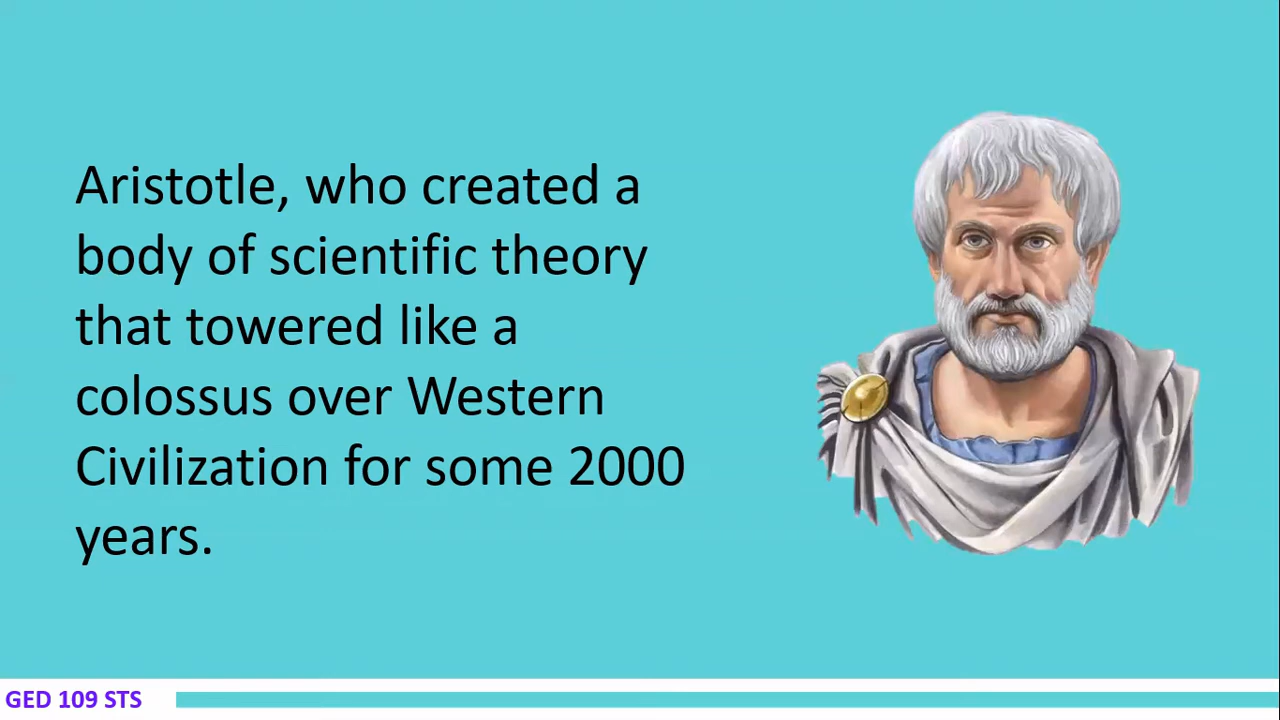 Aristotle, who created a
body of scientific theory
that towered like a
colossus over Western
Civilization for some 2000
years.
GED 109 STS